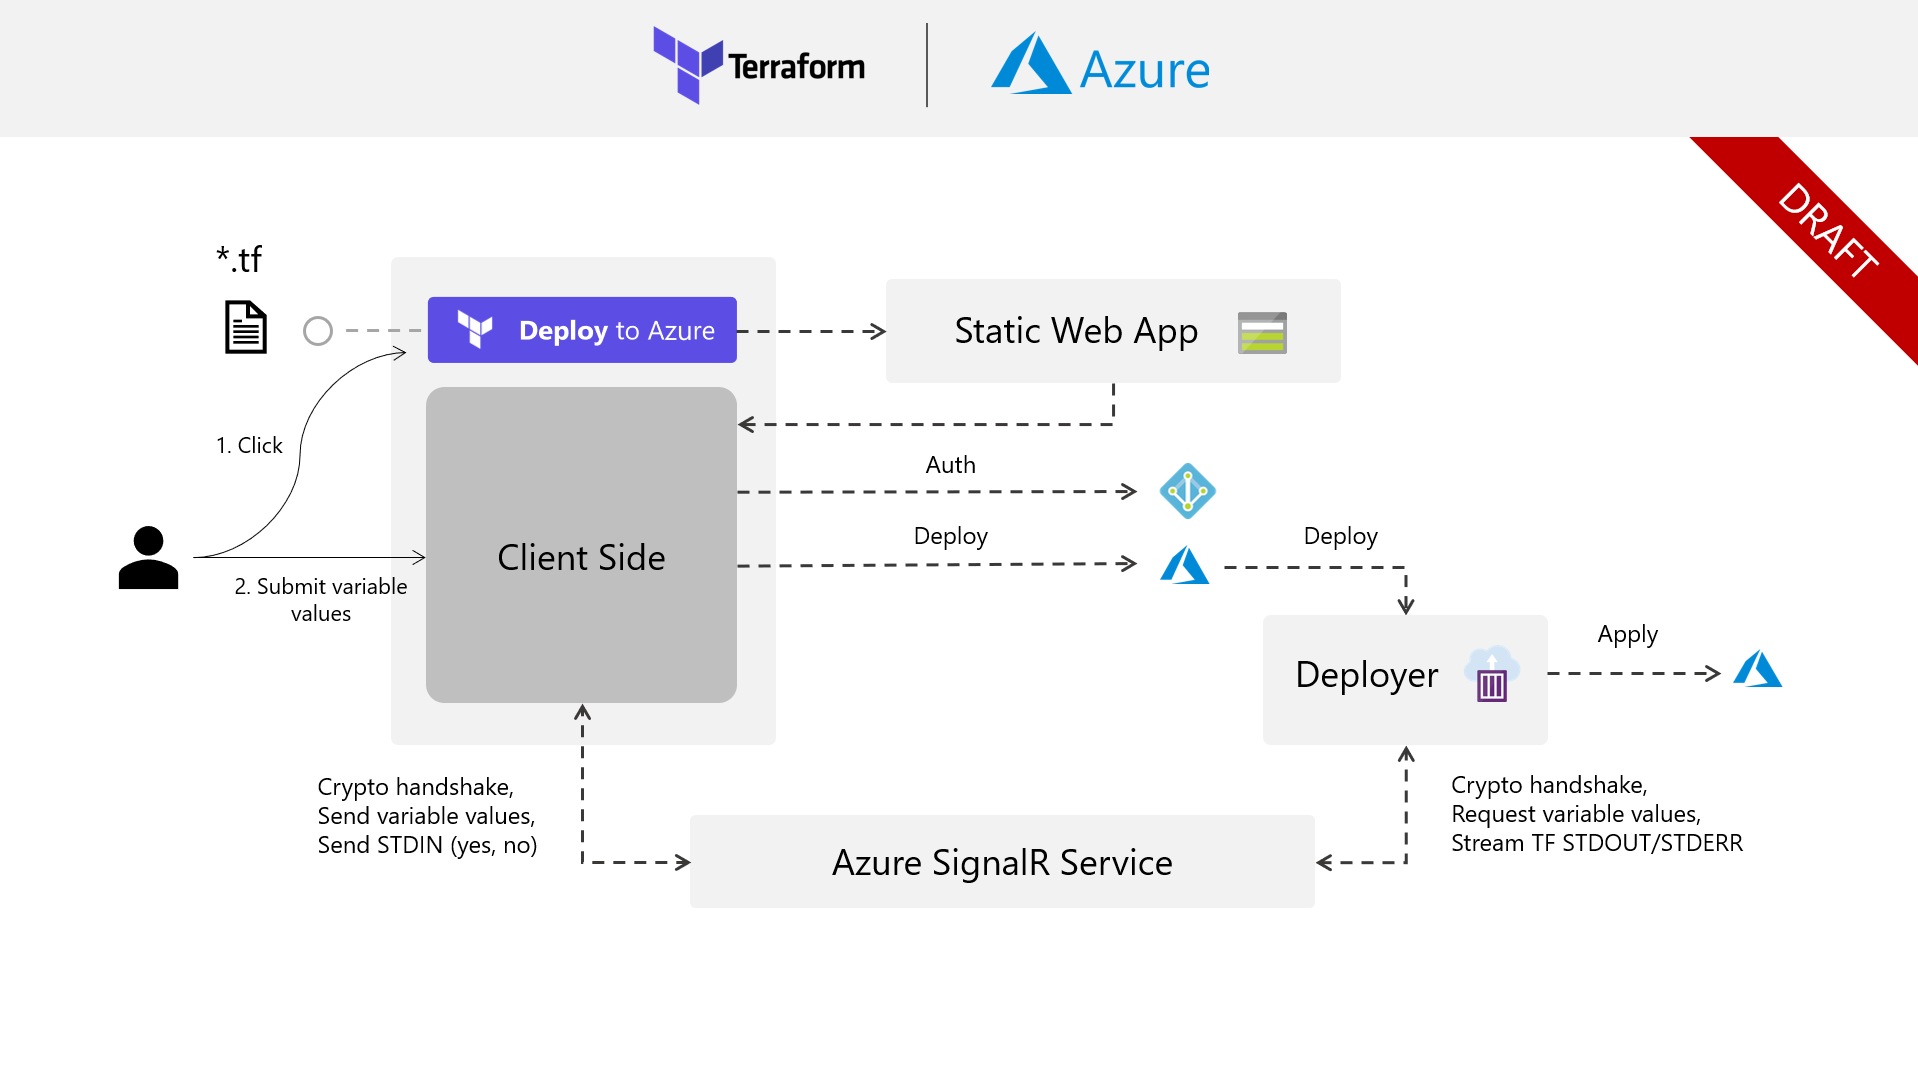 Terraform
Azure
DRAFT
*.tf
Deploy to Azure
Static Web App
1. Click
Auth
Client Side
Deploy
Deploy
2. Submit variable
values
Deployer
Apply
Crypto handshake,
Send variable values,
Send STDIN (yes, no)
Azure SignalR Service
Crypto handshake,
Request variable values,
Stream TF STDOUT/STDERR